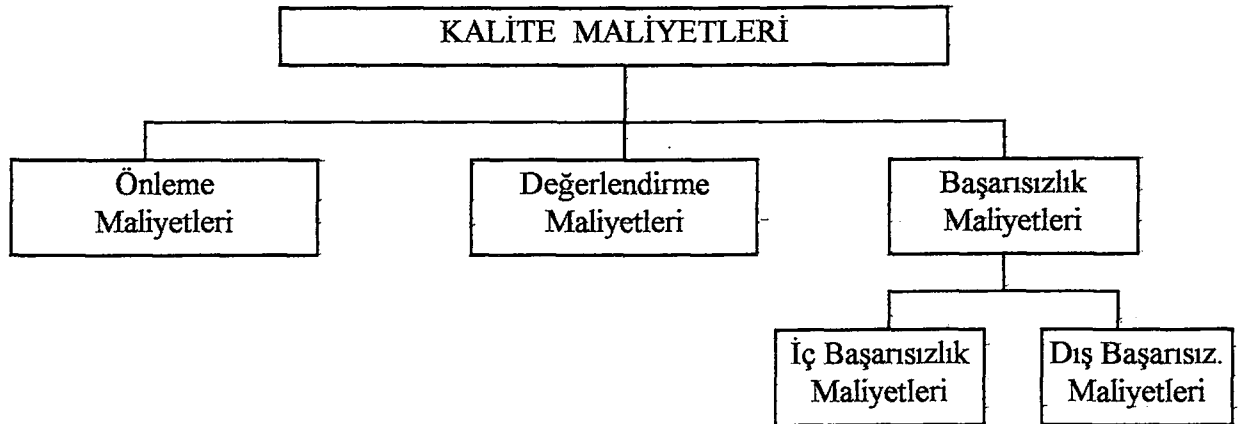 KALİTE MALİYETLERİ
Önleme
Maliyetleri
Değerlendirme
Maliyetleri
Başarısızlık
Maliyetleri
İç Başarısızlık
Maliyetleri
Dış Başarısız.
Maliyetleri